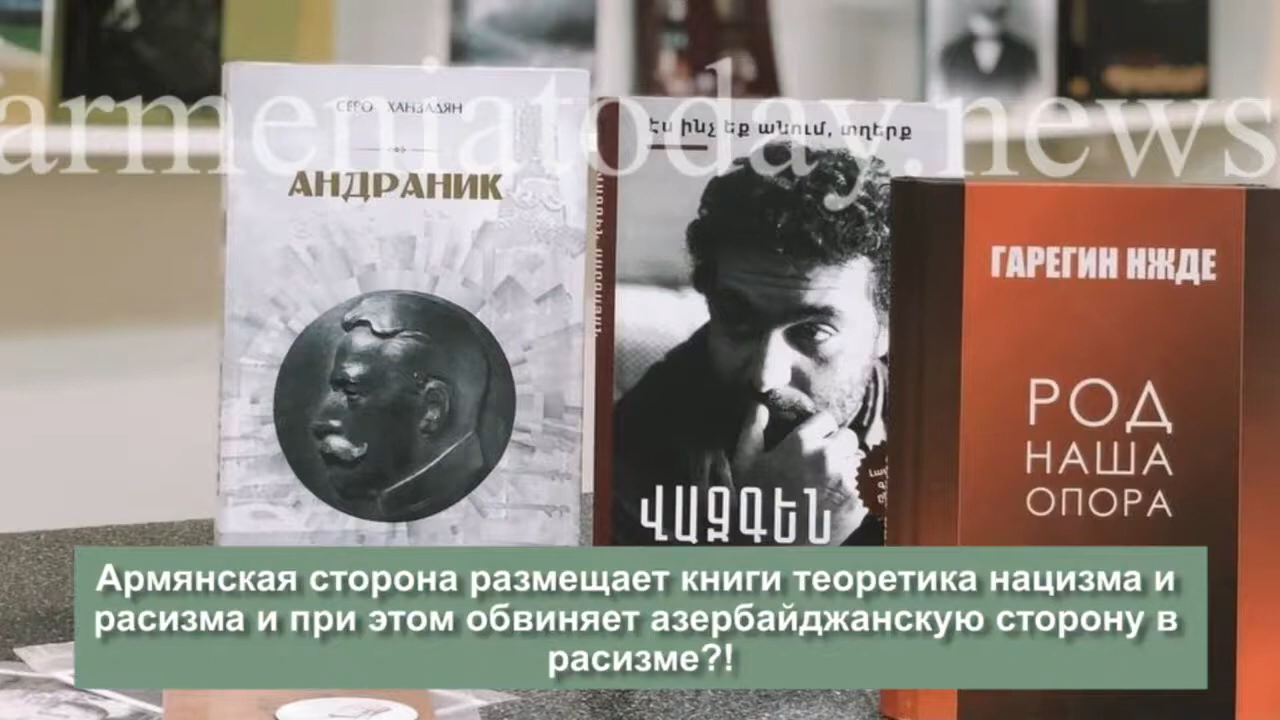 armeniatoday.news
СЕРО ХАНЗАДЯН
АНДРАНИК
Էս ինչ եք անում, տղերք
ՎԱԶԳԵՆ
ГАРЕГИН НЖДЕ
РОД
НАША
ОПОРА
Армянская сторона размещает книги теоретика нацизма и
расизма и при этом обвиняет азербайджанскую сторону в
расизме?!